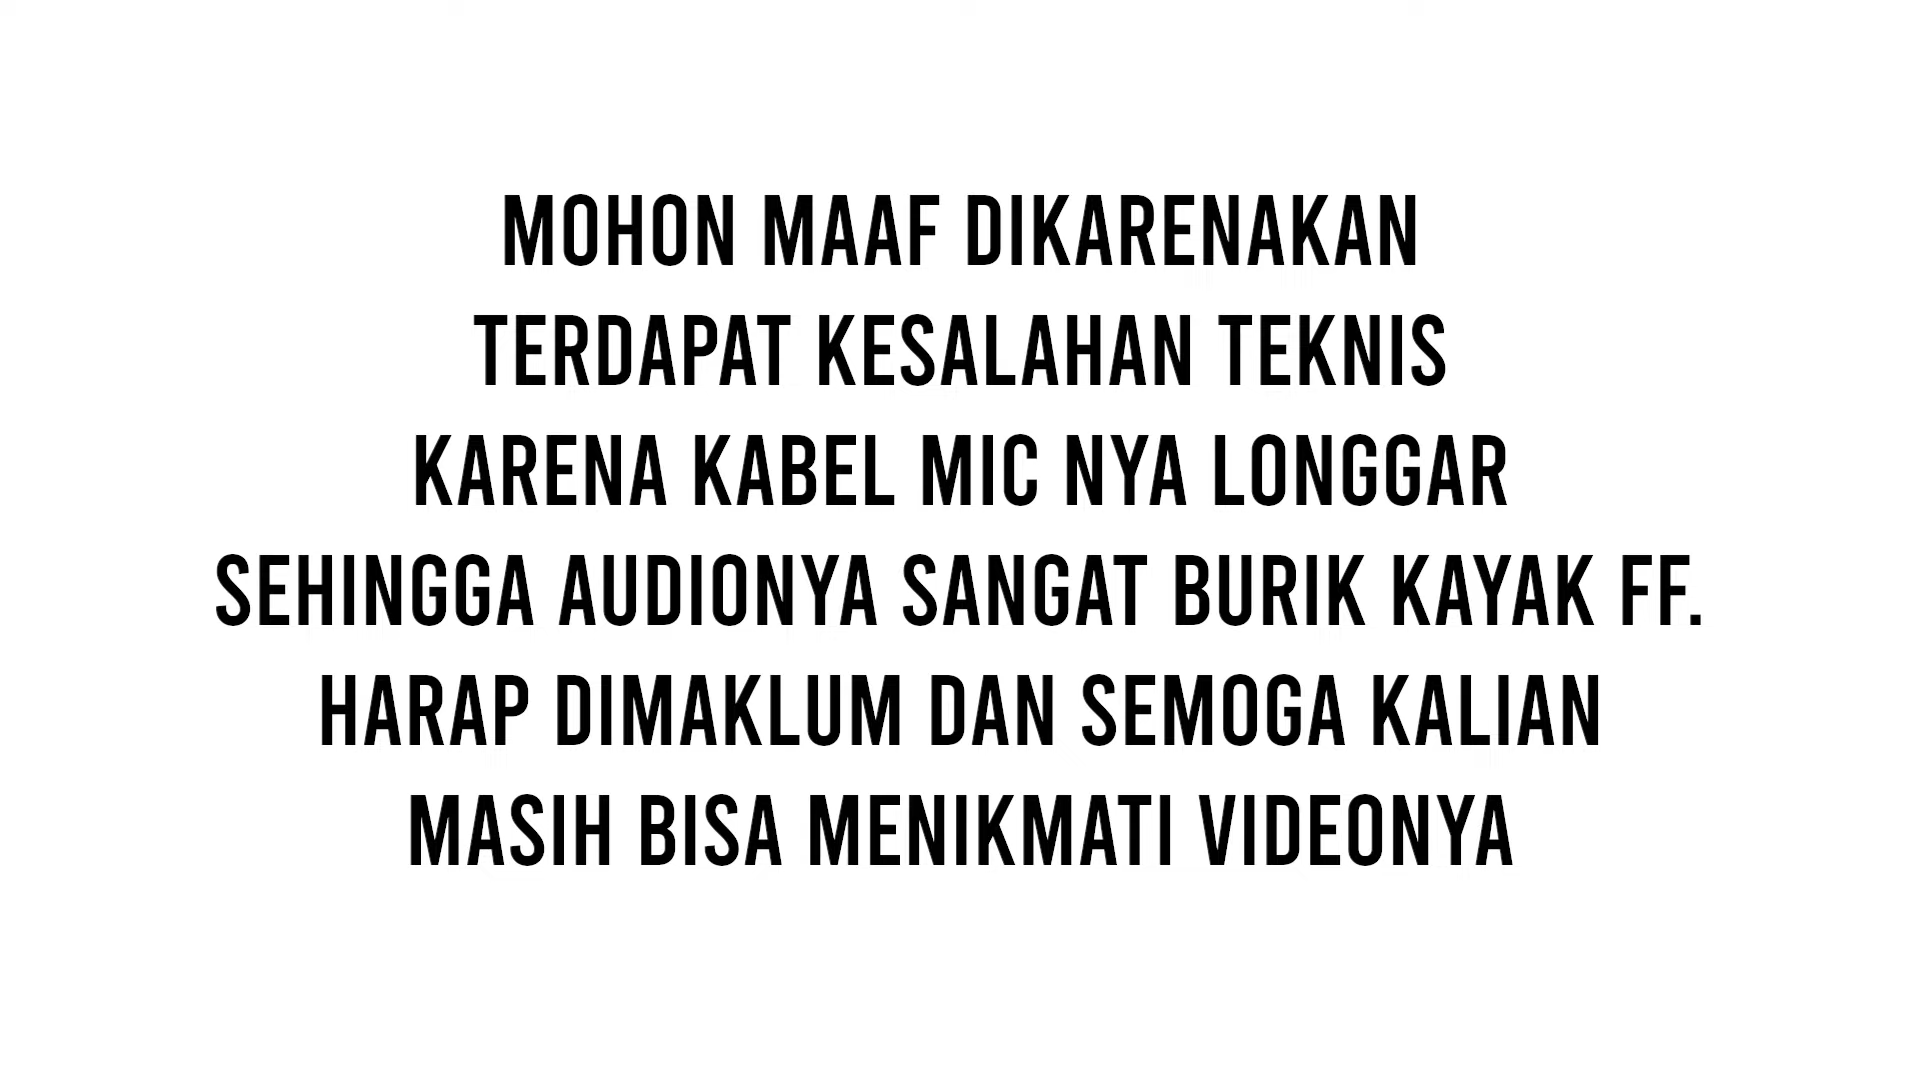 MOHON MAAF DIKARENAKAN
TERDAPAT KESALAHAN TEKNIS
KARENA KABEL MIC NYA LONGGAR
SEHINGGA AUDIONYA SANGAT BURIK KAYAK FF.
HARAP DIMAKLUM DAN SEMOGA KALIAN
MASIH BISA MENIKMATI VIDEONYA